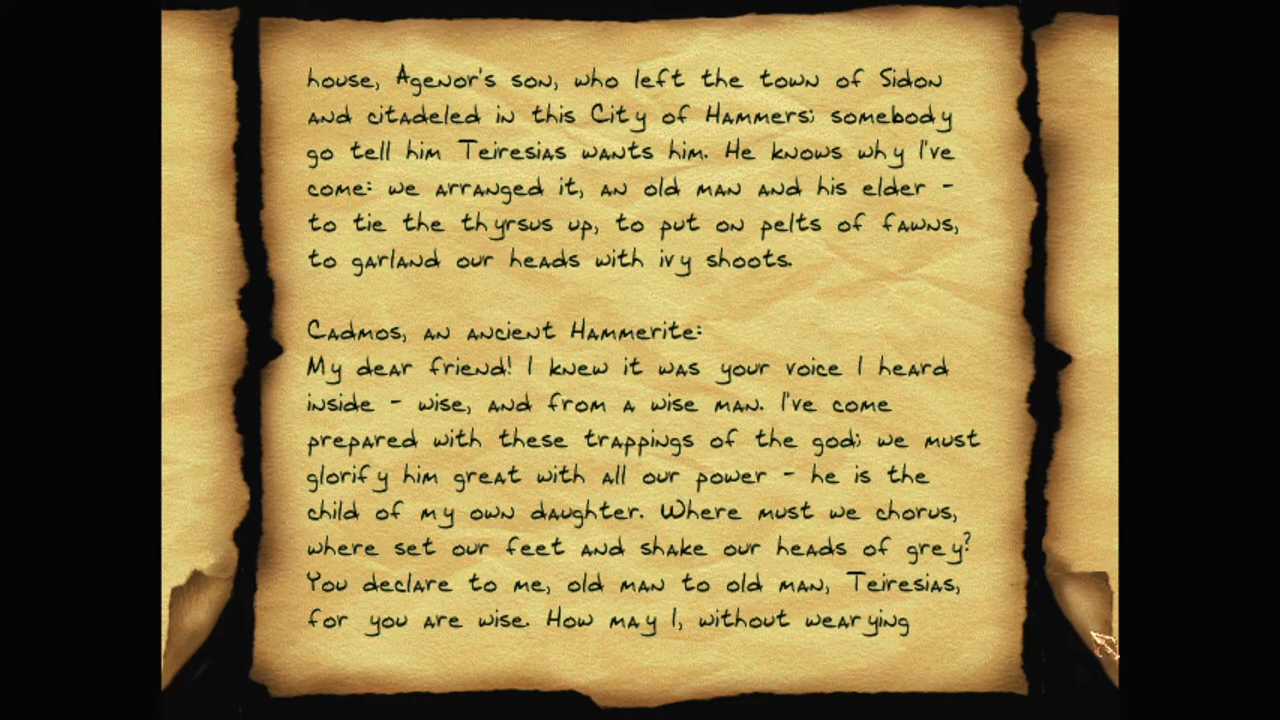 house, Agenor's son, who left the town of Sidon
and citadeled in this City of Hammers; somebody
go tell him Teiresias wants him. He knows why I've
come: we arranged it, an old man and his elder -
to tie the thyrsus up, to put on pelts of fawns,
to garland our heads with ivy shoots.
Cadmos, an ancient Hammerite:
My dear friend! I knew it was your voice I heard
inside - wise, and from a wise man. I've come
prepared with these trappings of the god; we must
glorify him great with all our power - he is the
child of my own daughter. Where must we chorus,
where set our feet and shake our heads of grey?
You declare to me, old man to old man, Teiresias,
for you are wise. How may I, without wearying